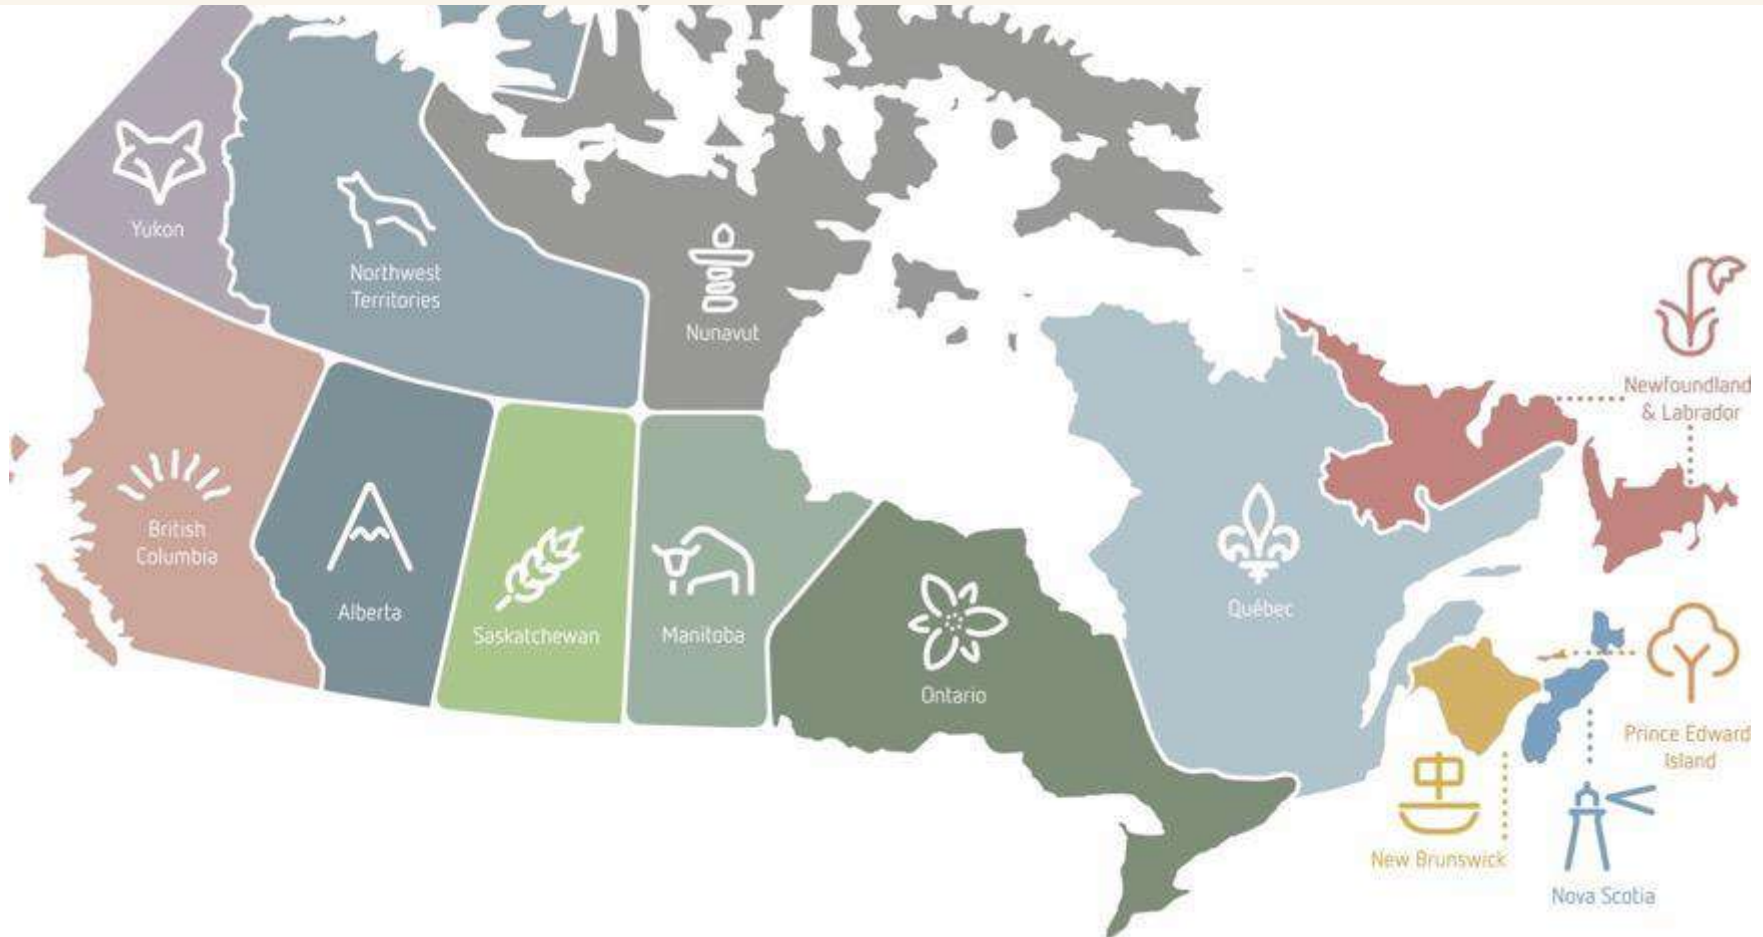 Yukon
Northwest
Territories
Nunavut
Newfoundland
& Labrador
British
Columbia
Alberta
Saskatchewan
Manitoba
Ontario
Québec
Prince Edward
Island
New Brunswick
Nova Scotia